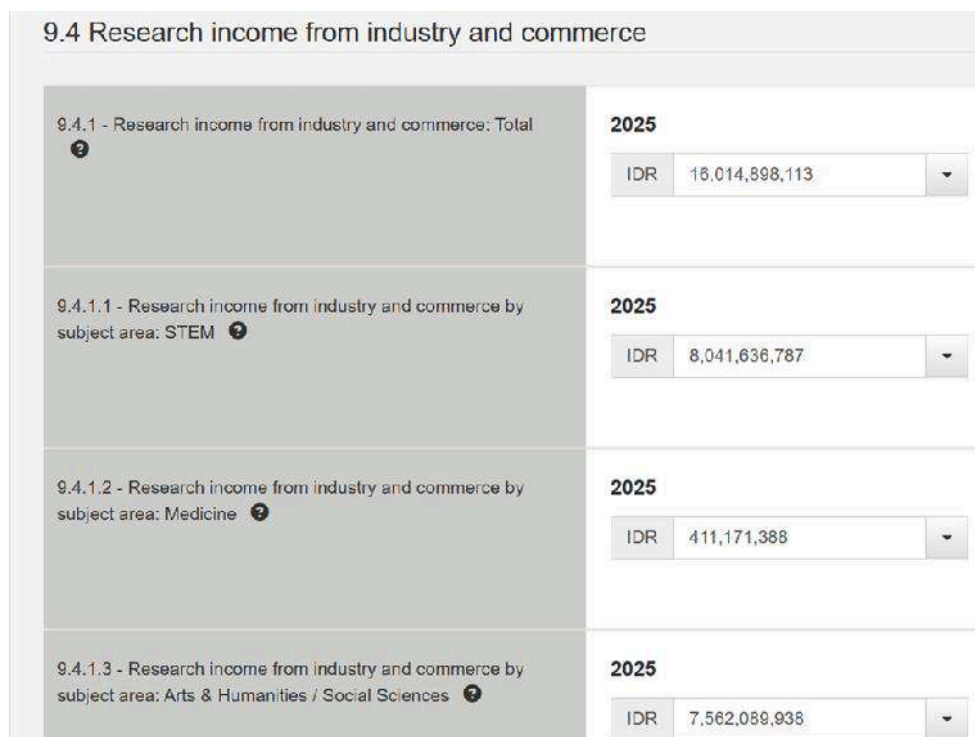 9.4 Research income from industry and commerce
9.4.1 - Research income from industry and commerce: Total
2025
IDR 16,014,898,113
9.4.1.1 - Research income from industry and commerce by
subject area: STEM
2025
IDR 8,041,636,787
9.4.1.2 - Research income from industry and commerce by
subject area: Medicine
2025
IDR 411,171,388
9.4.1.3 - Research income from industry and commerce by
subject area: Arts & Humanities / Social Sciences
2025
IDR 7,562,089,938